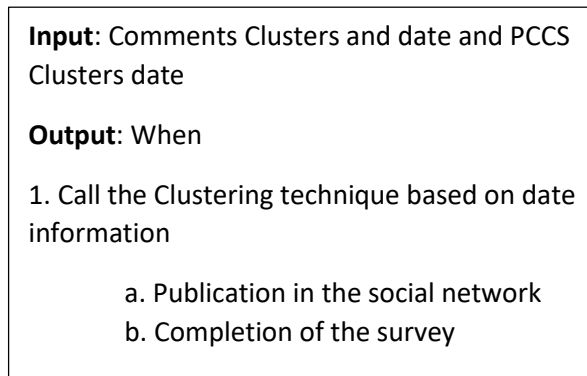 Input: Comments Clusters and date and PCCS
Clusters date
Output: When
1. Call the Clustering technique based on date
information
a. Publication in the social network
b. Completion of the survey